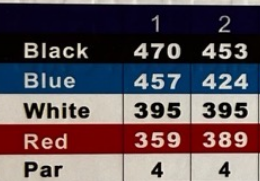 1 2
Black 470 453
Blue 457 424
White 395 395
Red 359 389
Par 4 4